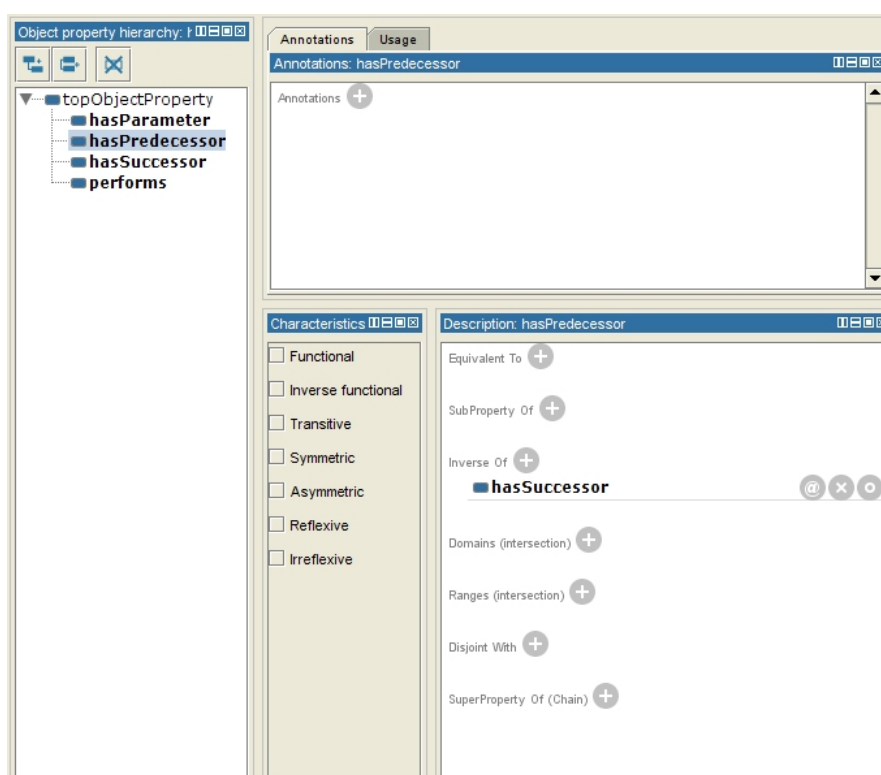 Object property hierarchy: h
topObjectProperty
hasParameter
hasPredecessor
hasSuccessor
performs
Annotations Usage
Annotations: hasPredecessor
Annotations
Characteristics
Functional
Inverse functional
Transitive
Symmetric
Asymmetric
Reflexive
Irreflexive
Description: hasPredecessor
Equivalent To
SubProperty Of
Inverse Of
hasSuccessor
Domains (intersection)
Ranges (intersection)
Disjoint With
SuperProperty Of (Chain)